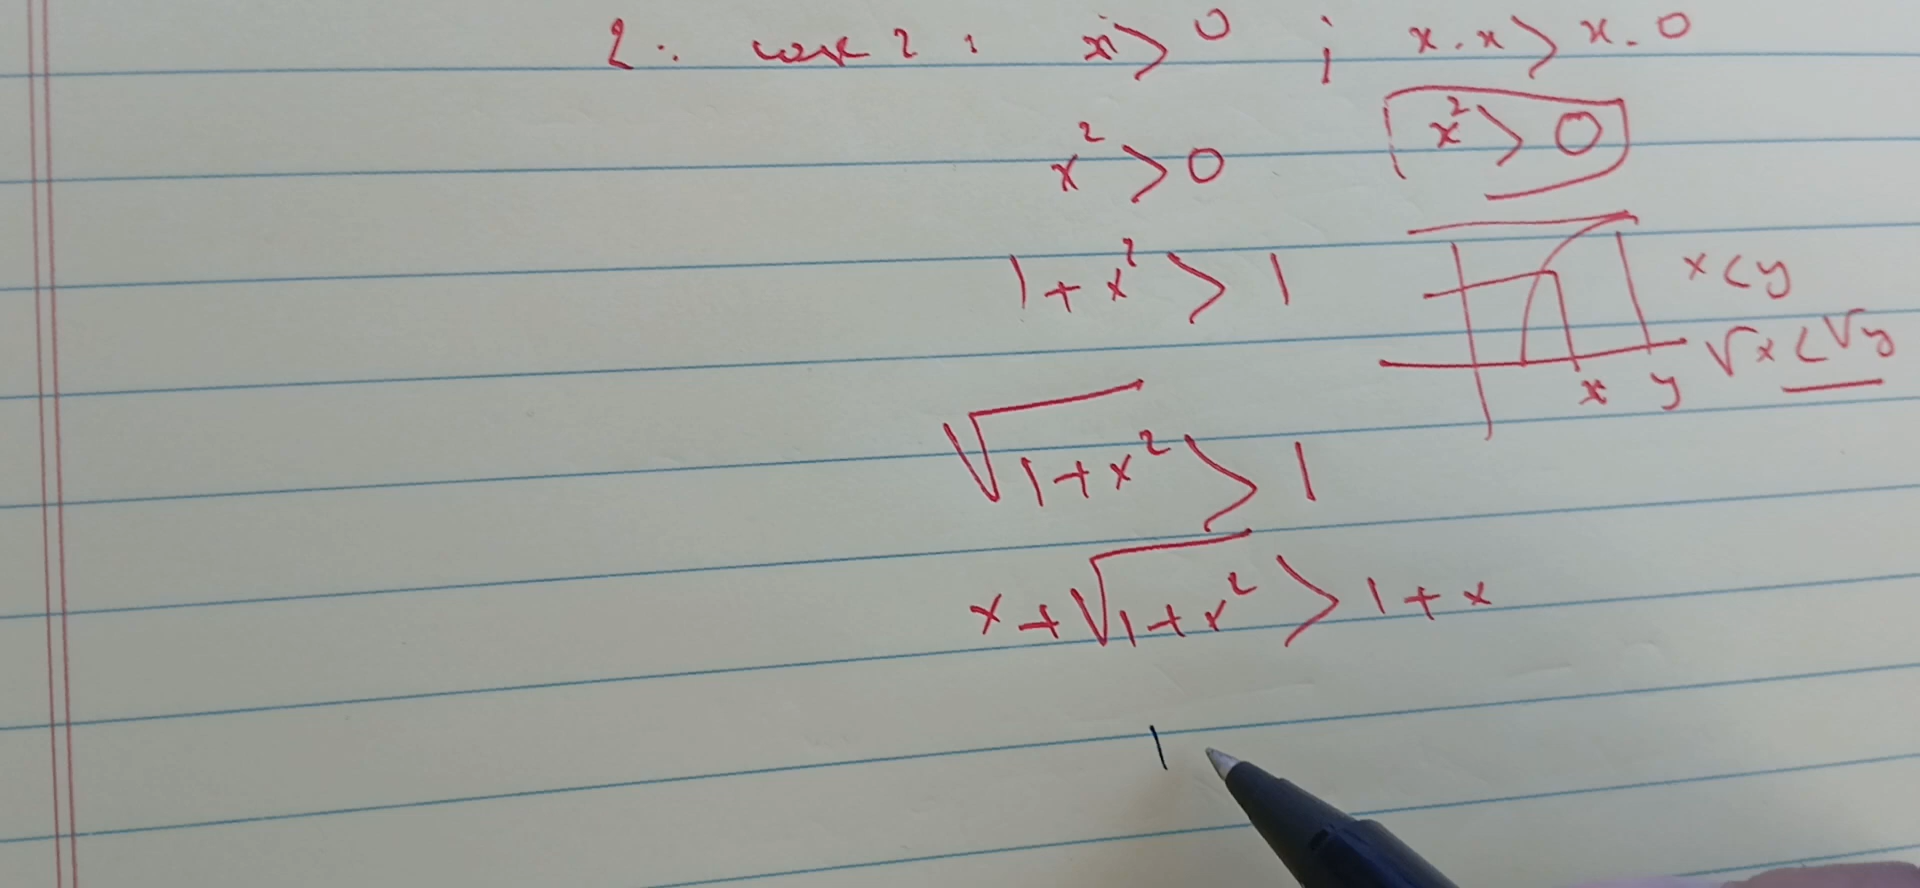 2: case 2 : x > 0 ; x . x > x . 0
x² > 0
x² > 0
1 + x² > 1
x < y
√x < √y
x y
√1 + x² > 1
x + √1 + x² > 1 + x
1